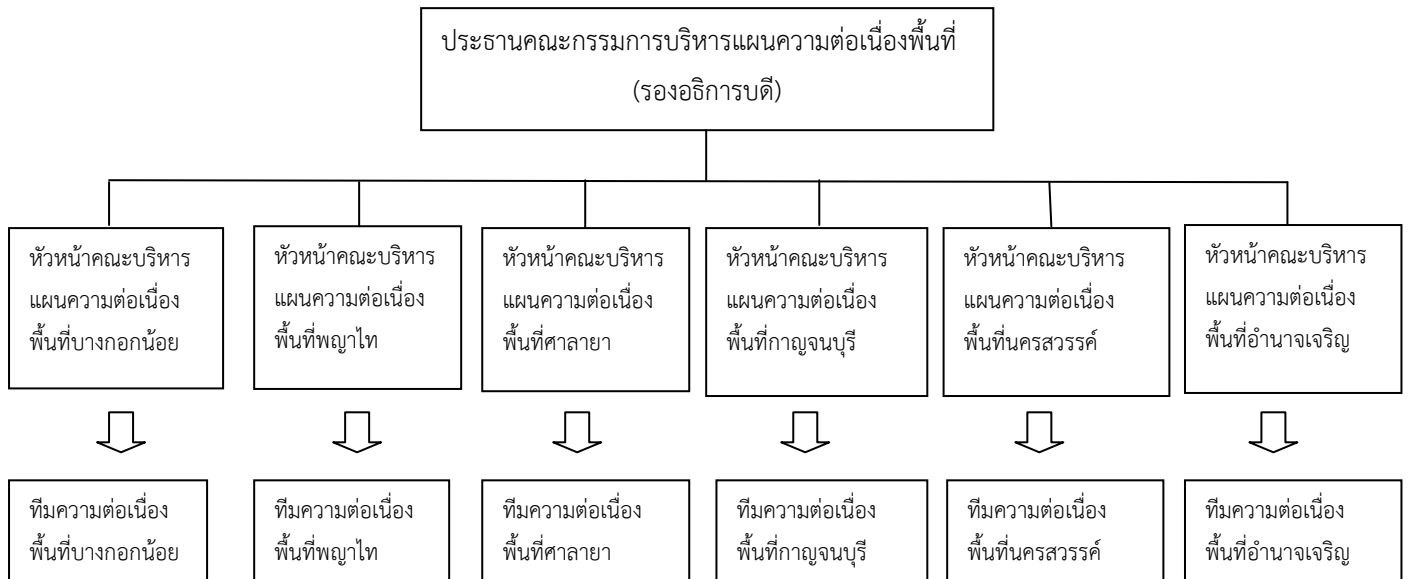 ประธานคณะกรรมการบริหารแผนความต่อเนื่องพื้นที่
(รองอธิการบดี)
หัวหน้าคณะบริหาร
แผนความต่อเนื่อง
พื้นที่บางกอกน้อย
หัวหน้าคณะบริหาร
แผนความต่อเนื่อง
พื้นที่พญาไท
หัวหน้าคณะบริหาร
แผนความต่อเนื่อง
พื้นที่ศาลายา
หัวหน้าคณะบริหาร
แผนความต่อเนื่อง
พื้นที่กาญจนบุรี
หัวหน้าคณะบริหาร
แผนความต่อเนื่อง
พื้นที่นครสวรรค์
หัวหน้าคณะบริหาร
แผนความต่อเนื่อง
พื้นที่อำนาจเจริญ
ทีมความต่อเนื่อง
พื้นที่บางกอกน้อย
ทีมความต่อเนื่อง
พื้นที่พญาไท
ทีมความต่อเนื่อง
พื้นที่ศาลายา
ทีมความต่อเนื่อง
พื้นที่กาญจนบุรี
ทีมความต่อเนื่อง
พื้นที่นครสวรรค์
ทีมความต่อเนื่อง
พื้นที่อำนาจเจริญ